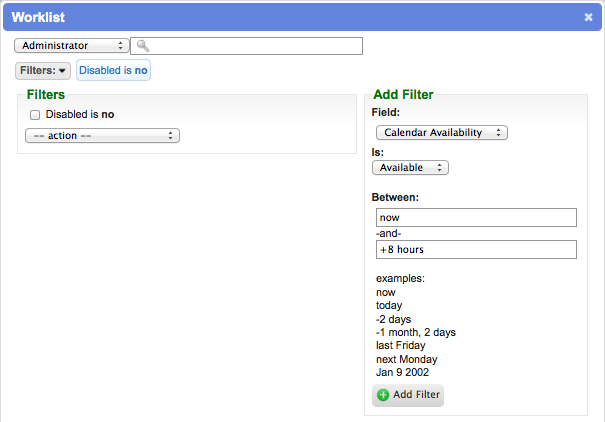 Worklist
Administrator
Filters:
Disabled is no
Filters
Disabled is no
-- action --
Add Filter
Field:
Calendar Availability
Is:
Available
Between:
now
-and-
+8 hours
examples:
now
today
-2 days
-1 month, 2 days
last Friday
next Monday
Jan 9 2002
Add Filter